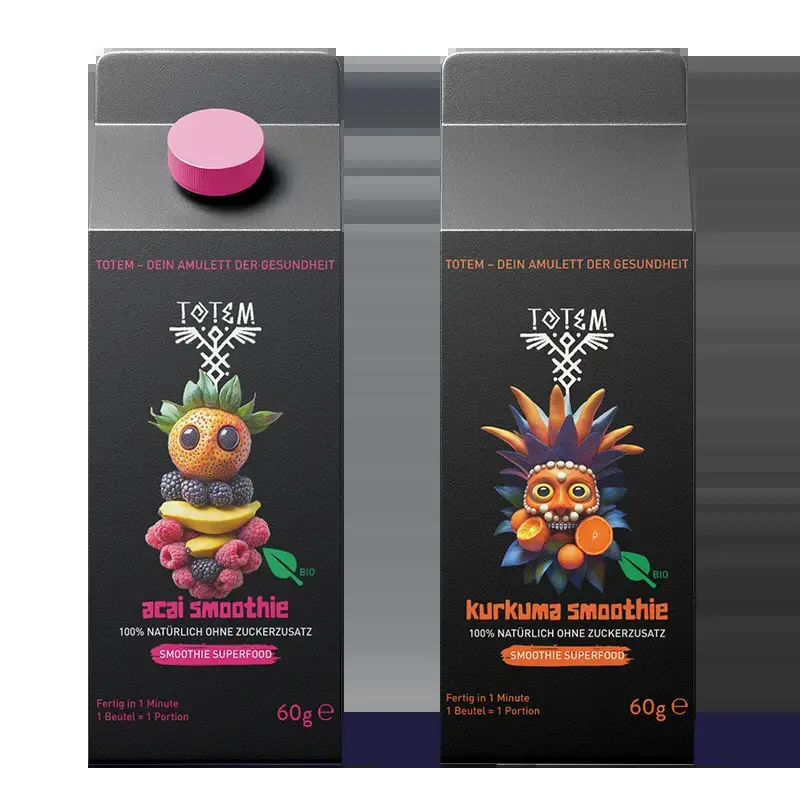 TOTEM – DEIN AMULETT DER GESUNDHEIT
TOTEM
BIO
acai smoothie
100% NATÜRLICH OHNE ZUCKERZUSATZ
SMOOTHIE SUPERFOOD
Fertig in 1 Minute
1 Beutel = 1 Portion
60g ℮
TOTEM – DEIN AMULETT DER GESUNDHEIT
TOTEM
BIO
kurkuma smoothie
100% NATÜRLICH OHNE ZUCKERZUSATZ
SMOOTHIE SUPERFOOD
Fertig in 1 Minute
1 Beutel = 1 Portion
60g ℮